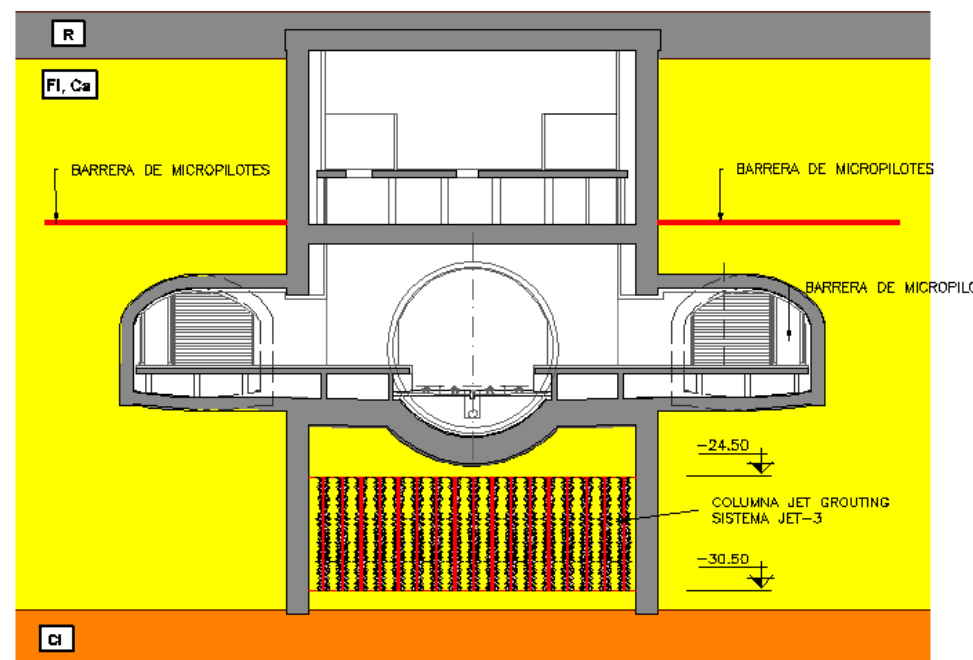 R
Fl, Ca
BARRERA DE MICROPILOTES
BARRERA DE MICROPILOTES
BARRERA DE MICROPILO
-24.50
COLUMNA JET GROUTING
SISTEMA JET-3
-30.50
Cl